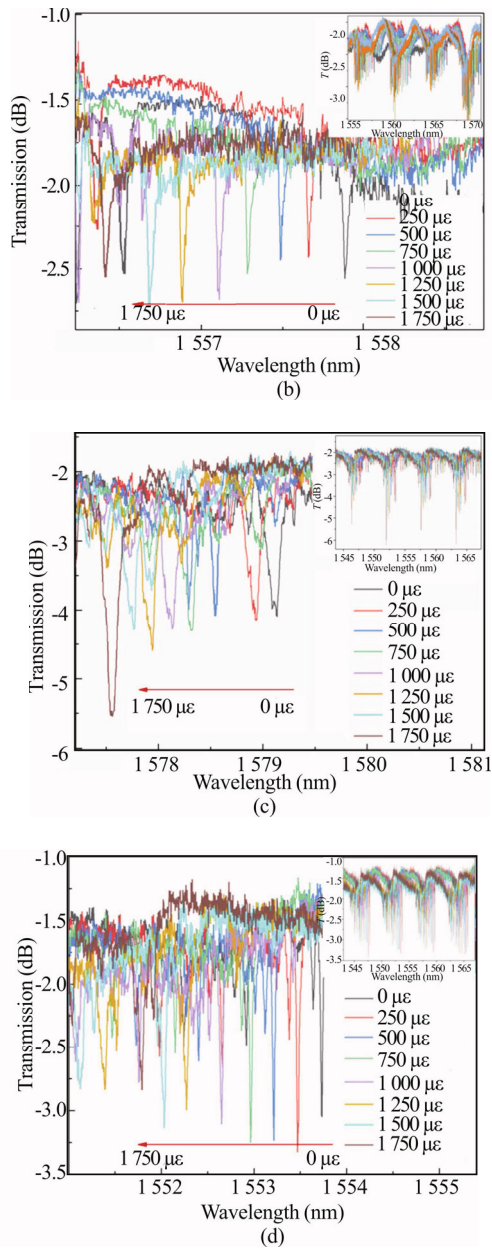 -1.0
-1.5
-2.0
-2.5
Transmission (dB)
T (dB)
-2.0
-2.5
-3.0
1 555 1 560 1 565 1 570
Wavelength (nm)
0 με
250 με
500 με
750 με
1 000 με
1 250 με
1 500 με
1 750 με
1 750 με 0 με
1 557 1 558
Wavelength (nm)
(b)
-2
-3
-4
-5
-6
Transmission (dB)
T (dB)
-2
-3
-4
-5
-6
1 545 1 550 1 555 1 560 1 565
Wavelength (nm)
0 με
250 με
500 με
750 με
1 000 με
1 250 με
1 500 με
1 750 με
1 750 με 0 με
1 578 1 579 1 580 1 581
Wavelength (nm)
(c)
-1.0
-1.5
-2.0
-2.5
-3.0
-3.5
Transmission (dB)
T (dB)
-1.0
-1.5
-2.0
-2.5
-3.0
-3.5
1 545 1 550 1 555 1 560 1 565
Wavelength (nm)
0 με
250 με
500 με
750 με
1 000 με
1 250 με
1 500 με
1 750 με
1 750 με 0 με
1 552 1 553 1 554 1 555
Wavelength (nm)
(d)